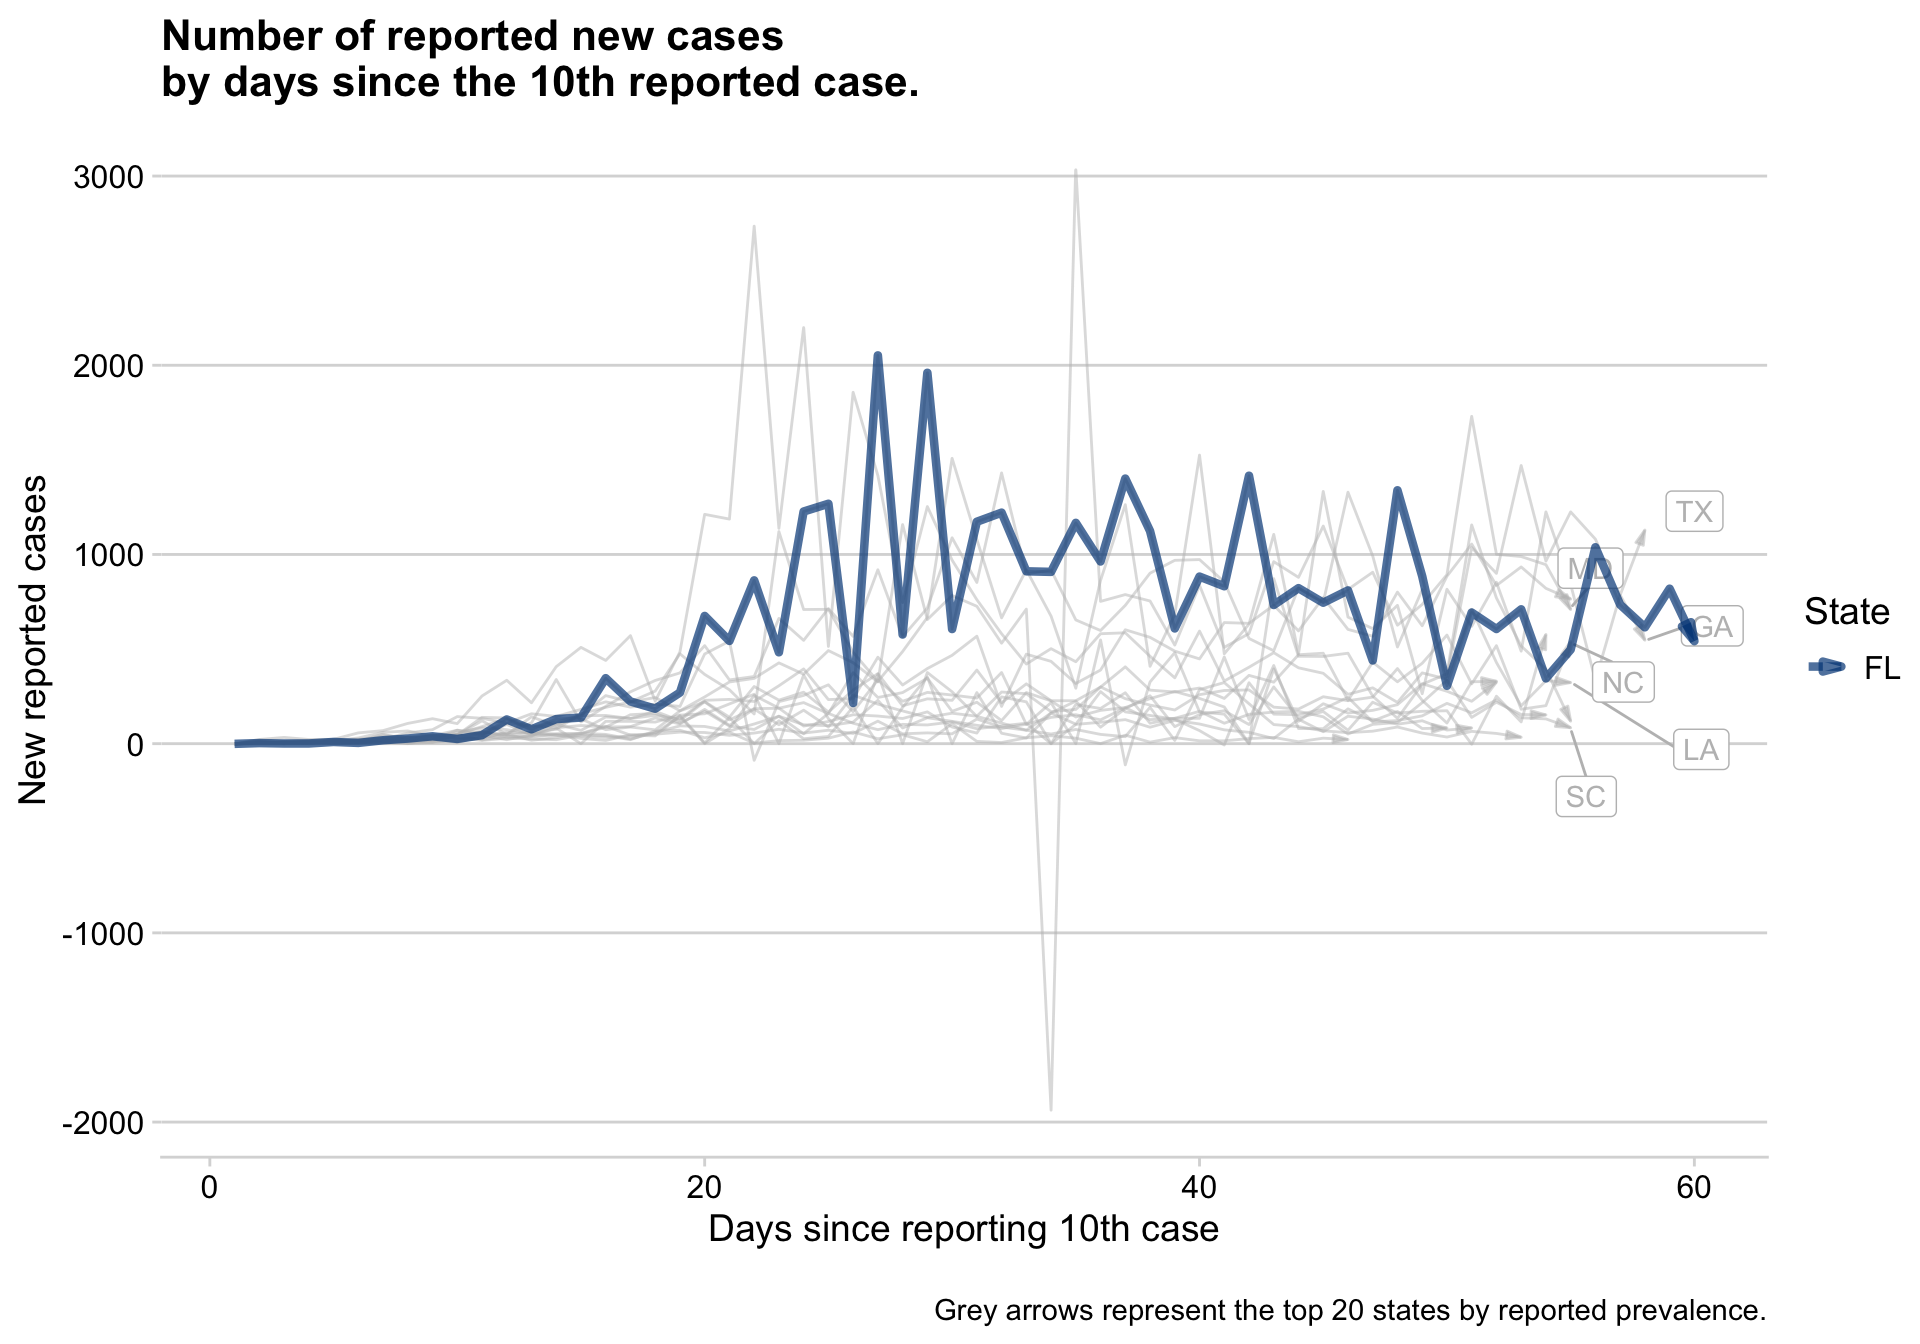 Number of reported new cases
by days since the 10th reported case.
3000
2000
1000
0
-1000
-2000
New reported cases
TX
MD
GA
NC
LA
SC
State
FL
0
20
40
60
Days since reporting 10th case
Grey arrows represent the top 20 states by reported prevalence.